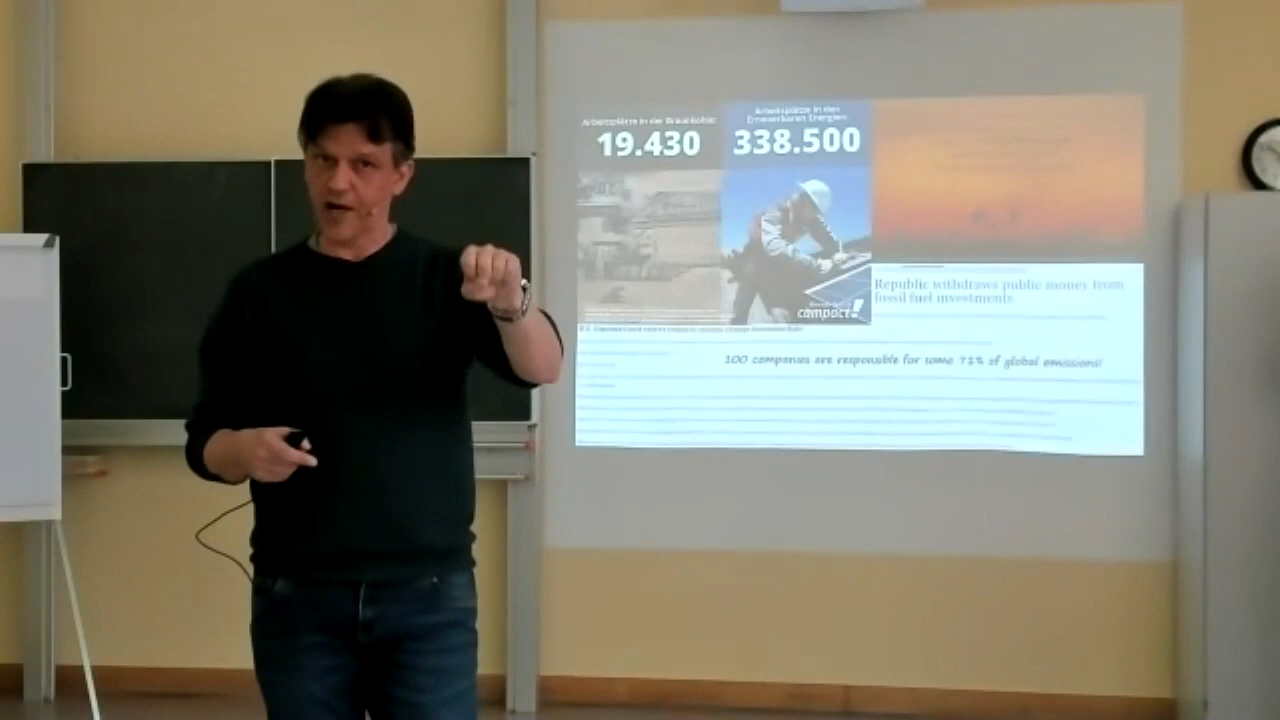 Arbeitsplätze in der Braunkohle
19.430
Arbeitsplätze in den
Erneuerbaren Energien
338.500
campact!
Republic withdraws public money from
fossil fuel investments
100 companies are responsible for some 71% of global emissions!